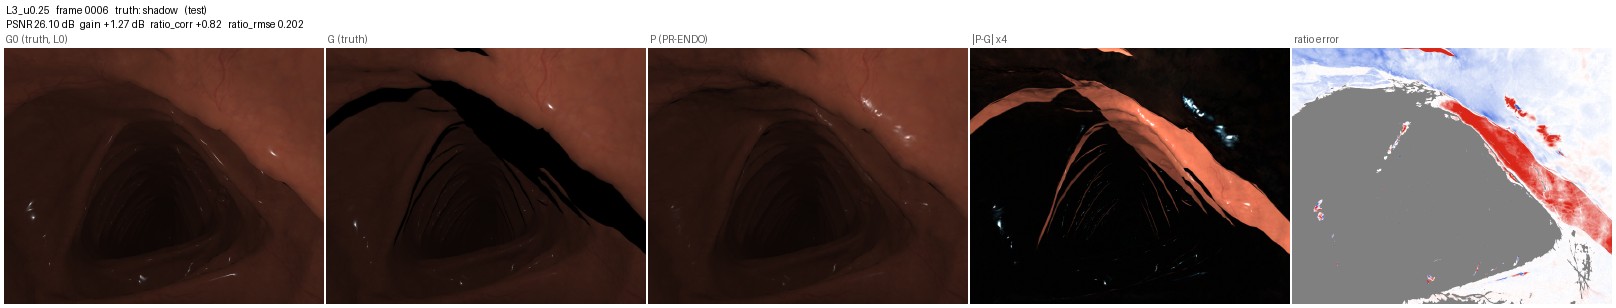 L3_u0.25 frame 0006 truth: shadow (test)
PSNR 26.10 dB gain +1.27 dB ratio_corr +0.82 ratio_rmse 0.202
G0 (truth, L0) G (truth) P (PR-ENDO) |P-G| x4 ratio error